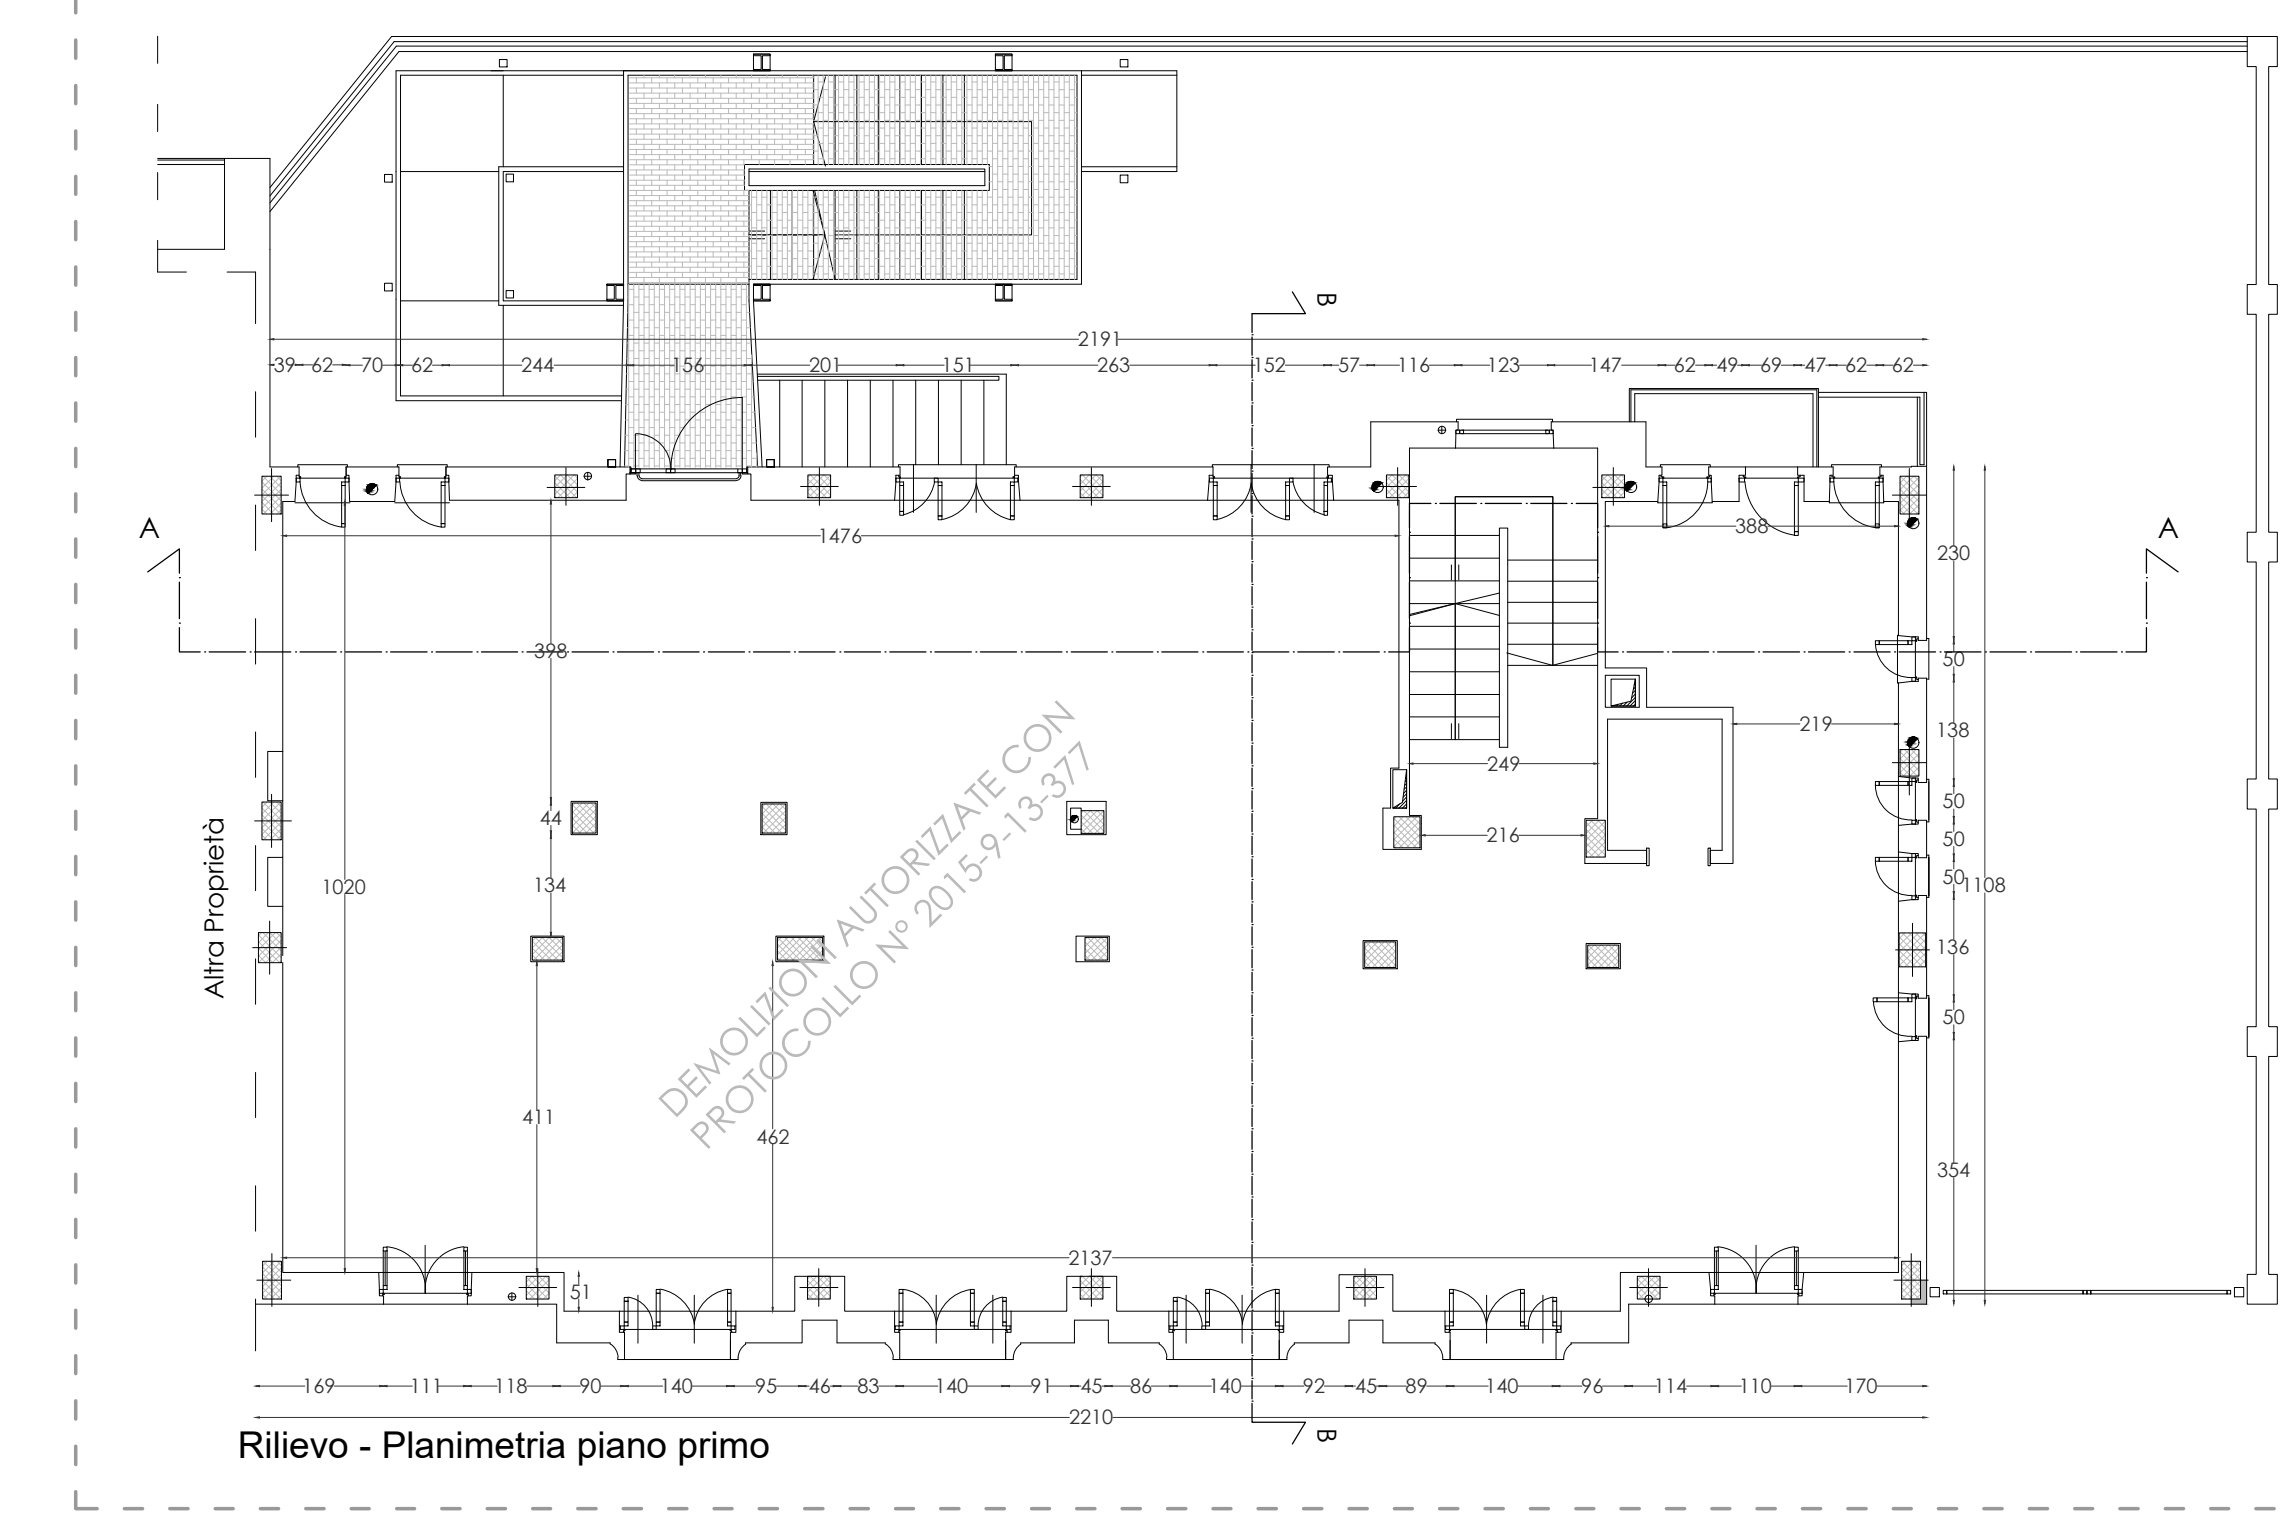 B
2191
39 62 70 62 244 156 201 151 263 152 57 116 123 147 62 49 69 47 62 62
A
1476
388
A
230
398
50
219
138
249
44
50
216
50
1020
134
50
1108
136
50
411
462
354
Altra Proprietà
DEMOLIZIONI AUTORIZZATE CON
PROTOCOLLO N° 2015-9-13-377
2137
51
169 111 118 90 140 95 46 83 140 91 45 86 140 92 45 89 140 96 114 110 170
2210
B
Rilievo - Planimetria piano primo